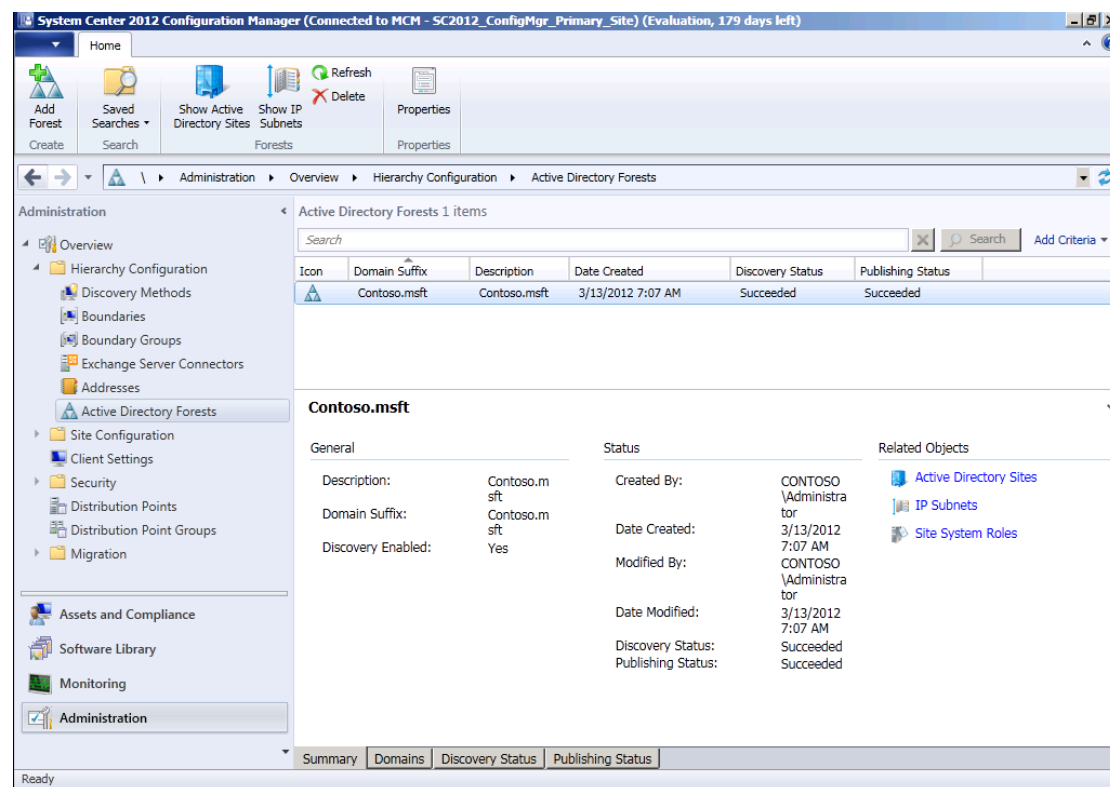 System Center 2012 Configuration Manager (Connected to MCM - SC2012_ConfigMgr_Primary_Site) (Evaluation, 179 days left)
Home
Add Forest
Saved Searches
Show Active Directory Sites
Show IP Subnets
Refresh
Delete
Properties
Create
Search
Forests
Properties
\ Administration Overview Hierarchy Configuration Active Directory Forests
Administration
Overview
Hierarchy Configuration
Discovery Methods
Boundaries
Boundary Groups
Exchange Server Connectors
Addresses
Active Directory Forests
Site Configuration
Client Settings
Security
Distribution Points
Distribution Point Groups
Migration
Assets and Compliance
Software Library
Monitoring
Administration
Active Directory Forests 1 items
Search
Search
Add Criteria
Icon Domain Suffix Description Date Created Discovery Status Publishing Status
Contoso.msft Contoso.msft 3/13/2012 7:07 AM Succeeded Succeeded
Contoso.msft
General
Description: Contoso.m
sft
Domain Suffix: Contoso.m
sft
Discovery Enabled: Yes
Status
Created By: CONTOSO
\Administra
tor
Date Created: 3/13/2012
7:07 AM
Modified By: CONTOSO
\Administra
tor
Date Modified: 3/13/2012
7:07 AM
Discovery Status: Succeeded
Publishing Status: Succeeded
Related Objects
Active Directory Sites
IP Subnets
Site System Roles
Summary Domains Discovery Status Publishing Status
Ready